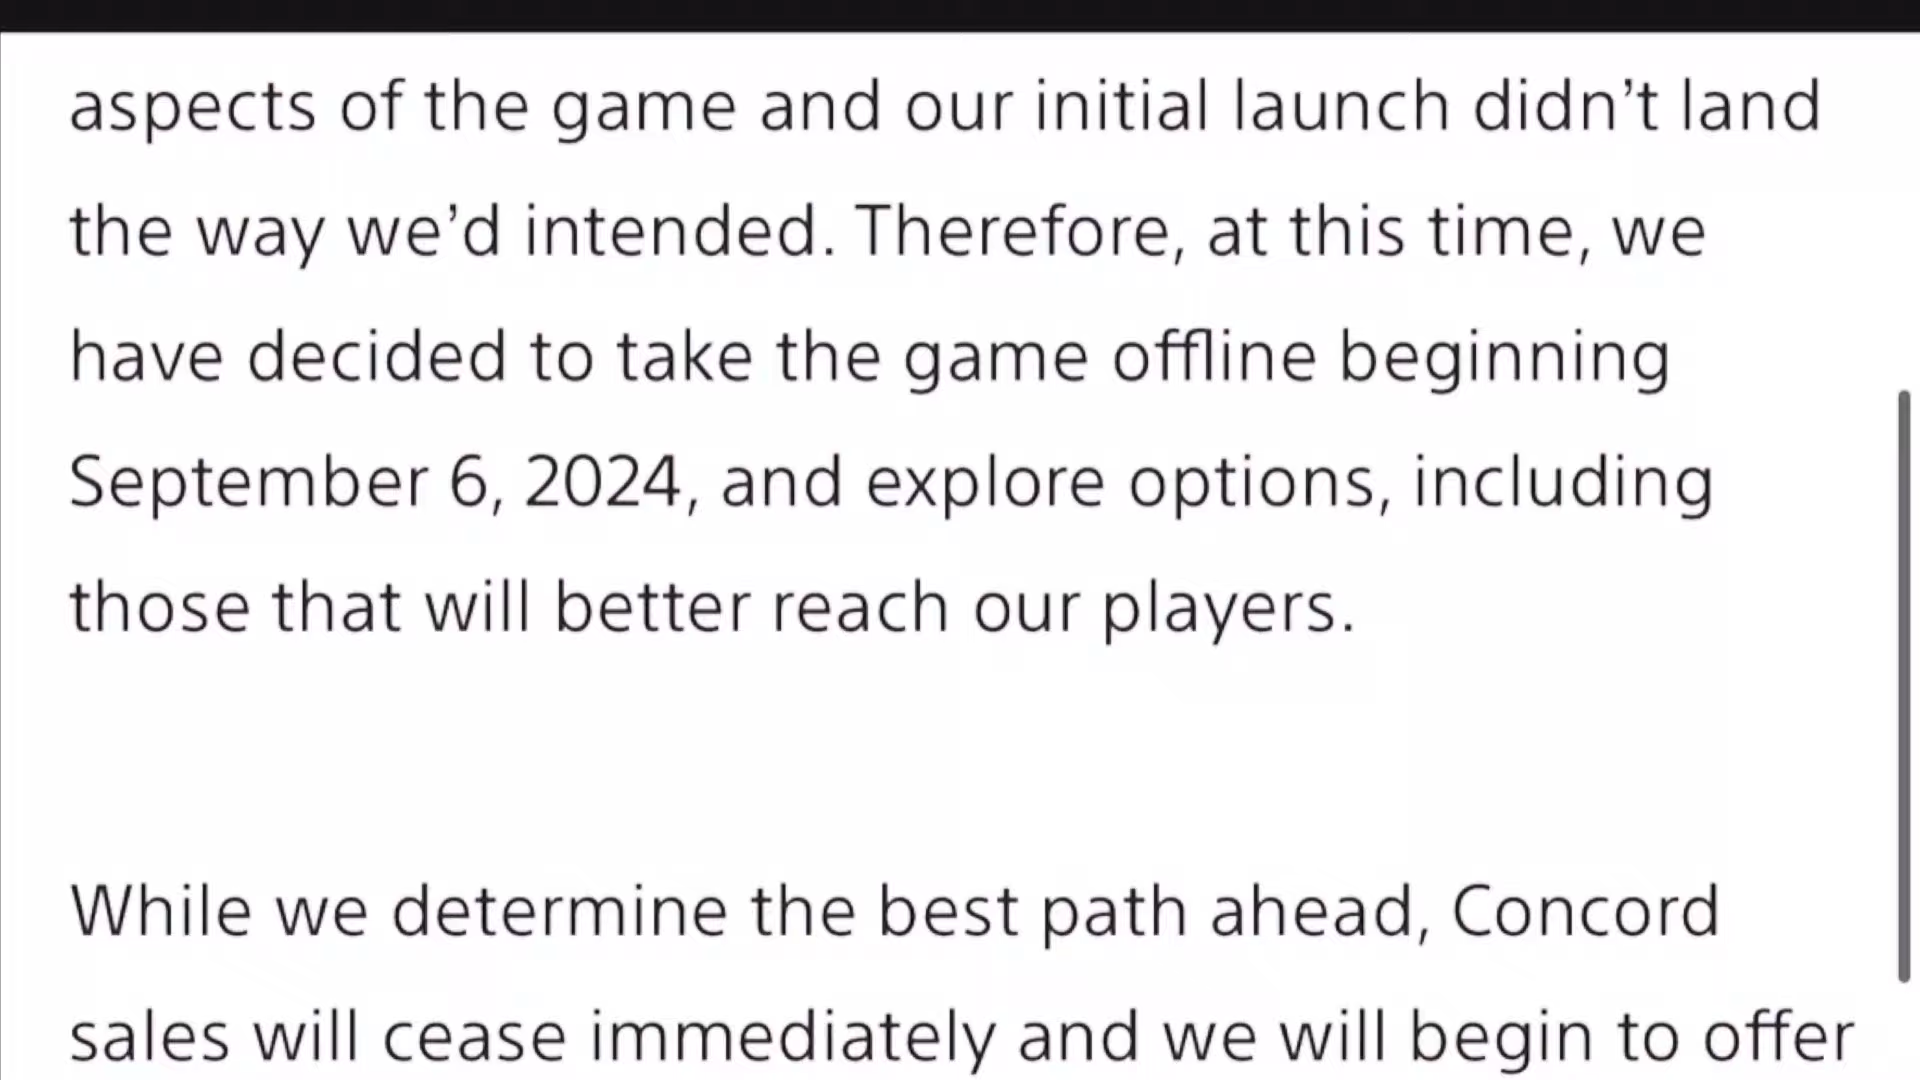 aspects of the game and our initial launch didn’t land
the way we’d intended. Therefore, at this time, we
have decided to take the game offline beginning
September 6, 2024, and explore options, including
those that will better reach our players.
While we determine the best path ahead, Concord
sales will cease immediately and we will begin to offer